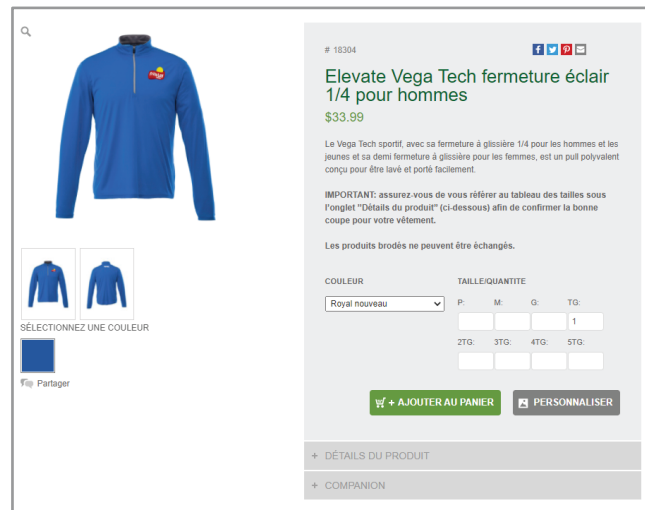 # 18304
Elevate Vega Tech fermeture éclair
1/4 pour hommes
$33.99
Le Vega Tech sportif, avec sa fermeture à glissière 1/4 pour les hommes et les
jeunes et sa demi fermeture à glissière pour les femmes, est un pull polyvalent
conçu pour être lavé et porté facilement.
IMPORTANT: assurez-vous de vous référer au tableau des tailles sous
l'onglet "Détails du produit" (ci-dessous) afin de confirmer la bonne
coupe pour votre vêtement.
Les produits brodés ne peuvent être échangés.
COULEUR
Royal nouveau
TAILLE/QUANTITE
P: M: G: TG:
1
2TG: 3TG: 4TG: 5TG:
SÉLECTIONNEZ UNE COULEUR
Partager
+ AJOUTER AU PANIER
PERSONNALISER
+ DÉTAILS DU PRODUIT
+ COMPANION